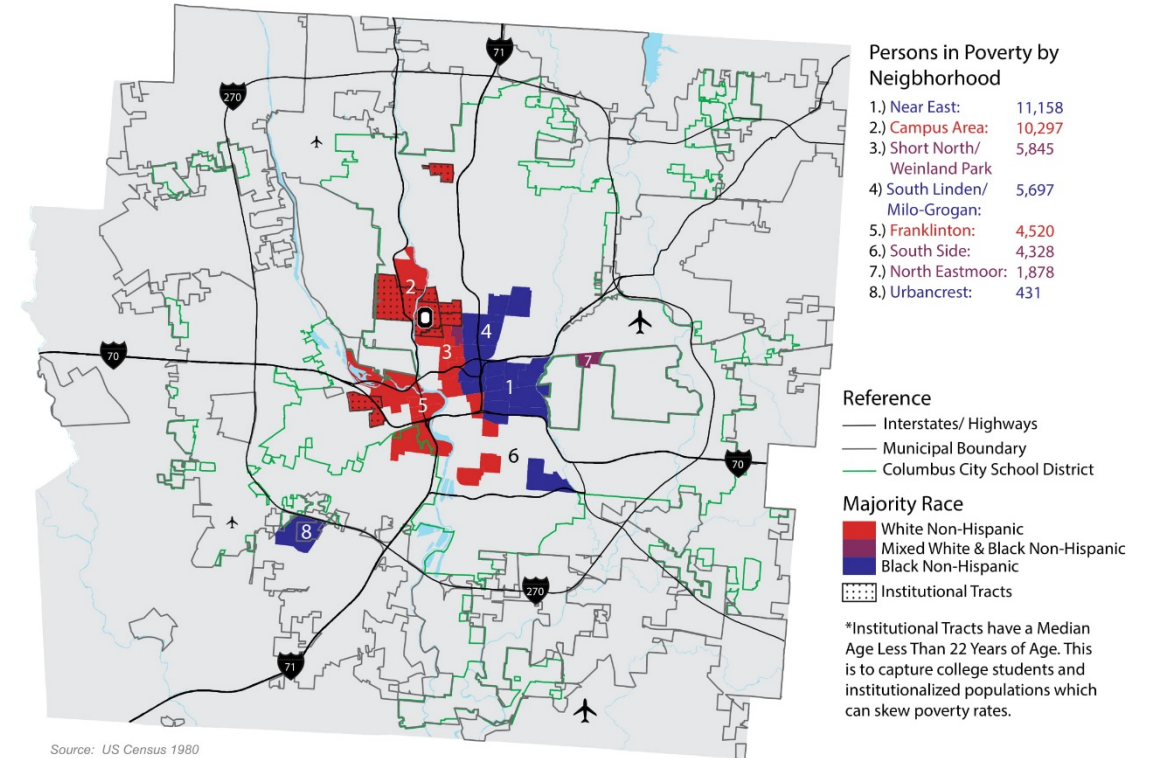 Persons in Poverty by
Neigbhorhood
1.) Near East: 11,158
2.) Campus Area: 10,297
3.) Short North/ 5,845
Weinland Park
4) South Linden/ 5,697
Milo-Grogan:
5.) Franklinton: 4,520
6.) South Side: 4,328
7.) North Eastmoor: 1,878
8.) Urbancrest: 431
71
270
2
4
3
70
7
1
5
6
70
8
270
71
Reference
Interstates/ Highways
Municipal Boundary
Columbus City School District
Majority Race
White Non-Hispanic
Mixed White & Black Non-Hispanic
Black Non-Hispanic
Institutional Tracts
*Institutional Tracts have a Median
Age Less Than 22 Years of Age. This
is to capture college students and
institutionalized populations which
can skew poverty rates.
Source: US Census 1980